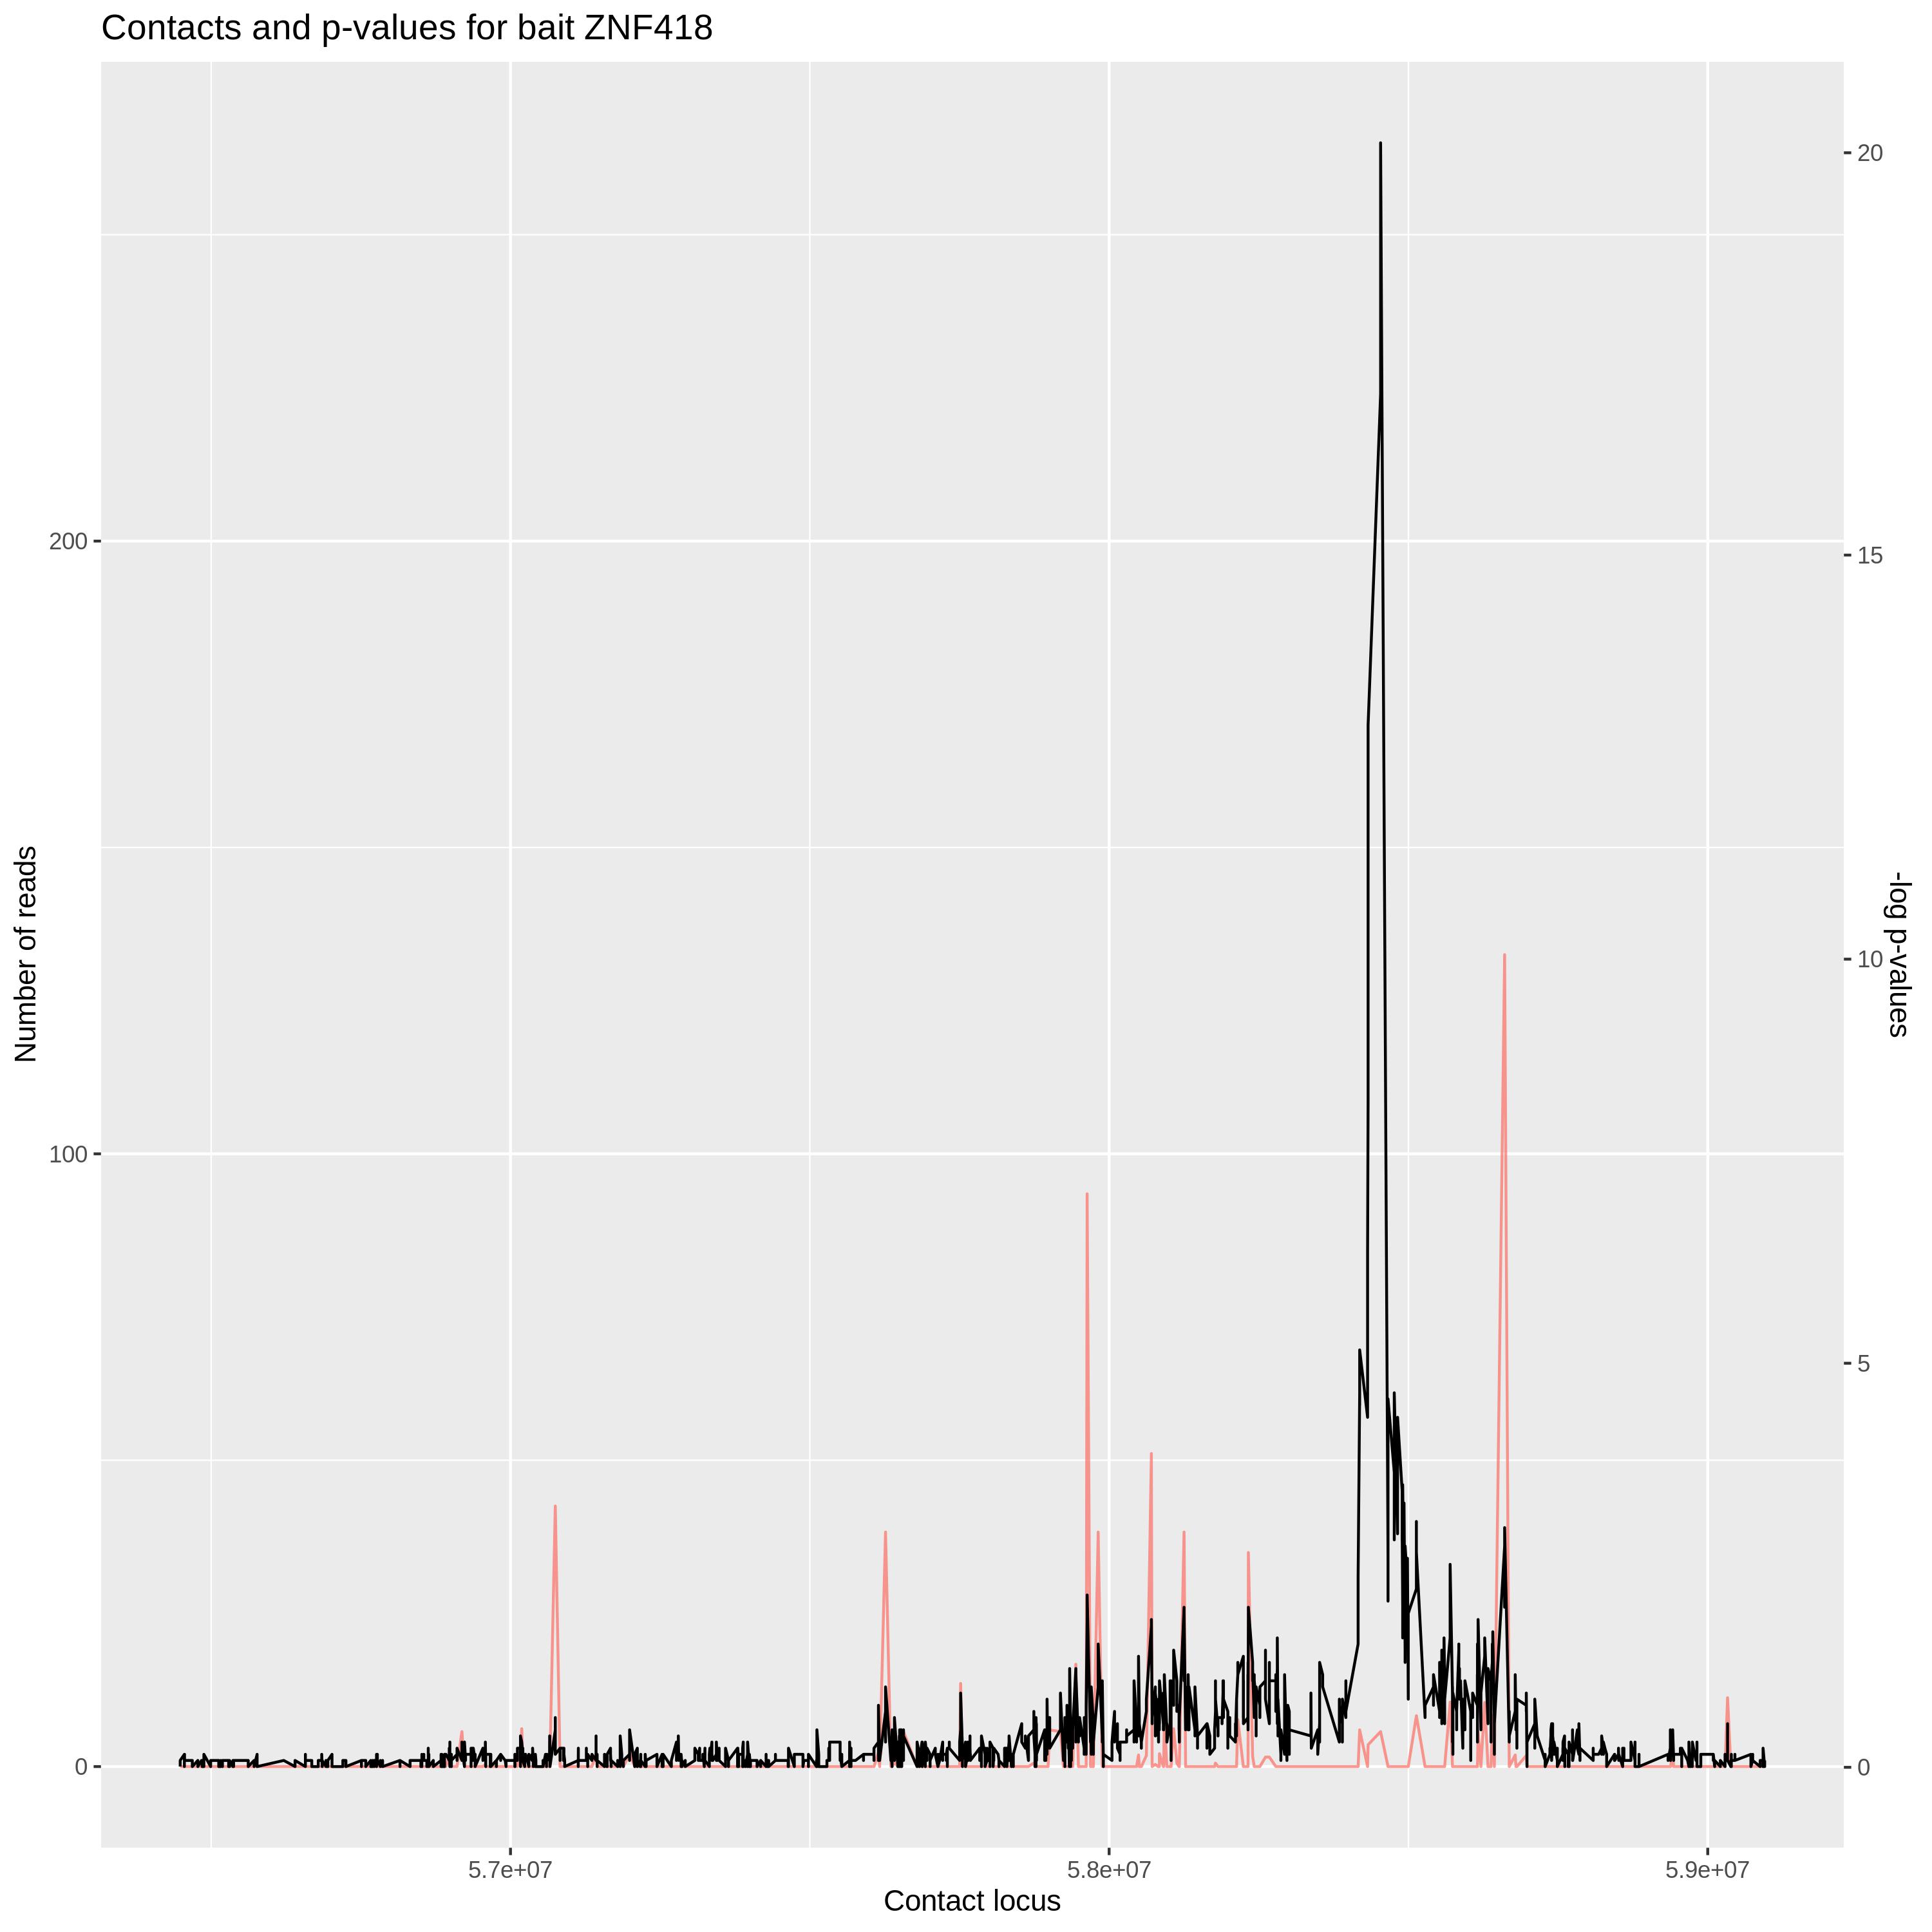 Contacts and p-values for bait ZNF418
Number of reads
200
100
0
20
15
10
5
0
-log p-values
5.7e+07
5.8e+07
5.9e+07
Contact locus